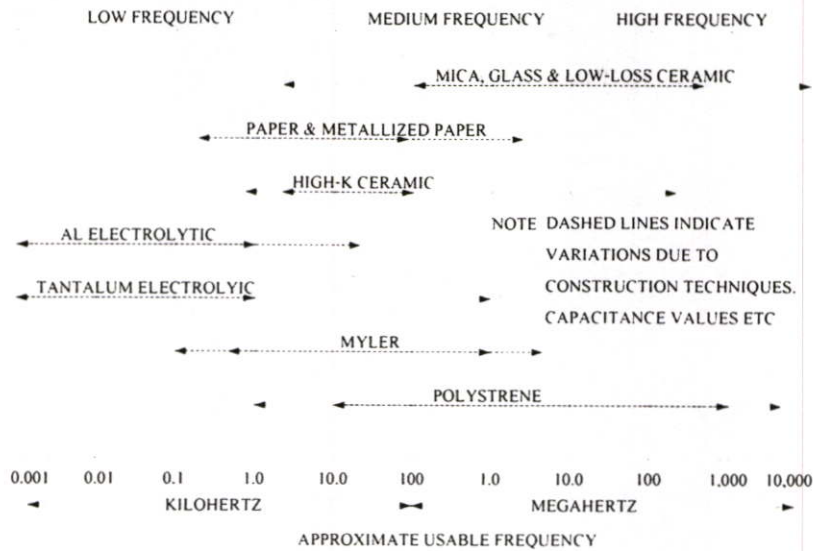 LOW FREQUENCY MEDIUM FREQUENCY HIGH FREQUENCY
MICA, GLASS & LOW-LOSS CERAMIC
PAPER & METALLIZED PAPER
HIGH-K CERAMIC
AL ELECTROLYTIC
NOTE DASHED LINES INDICATE
VARIATIONS DUE TO
TANTALUM ELECTROLYIC
CONSTRUCTION TECHNIQUES.
CAPACITANCE VALUES ETC
MYLER
POLYSTRENE
0.001 0.01 0.1 1.0 10.0 100 1.0 10.0 100 1,000 10,000
KILOHERTZ MEGAHERTZ
APPROXIMATE USABLE FREQUENCY